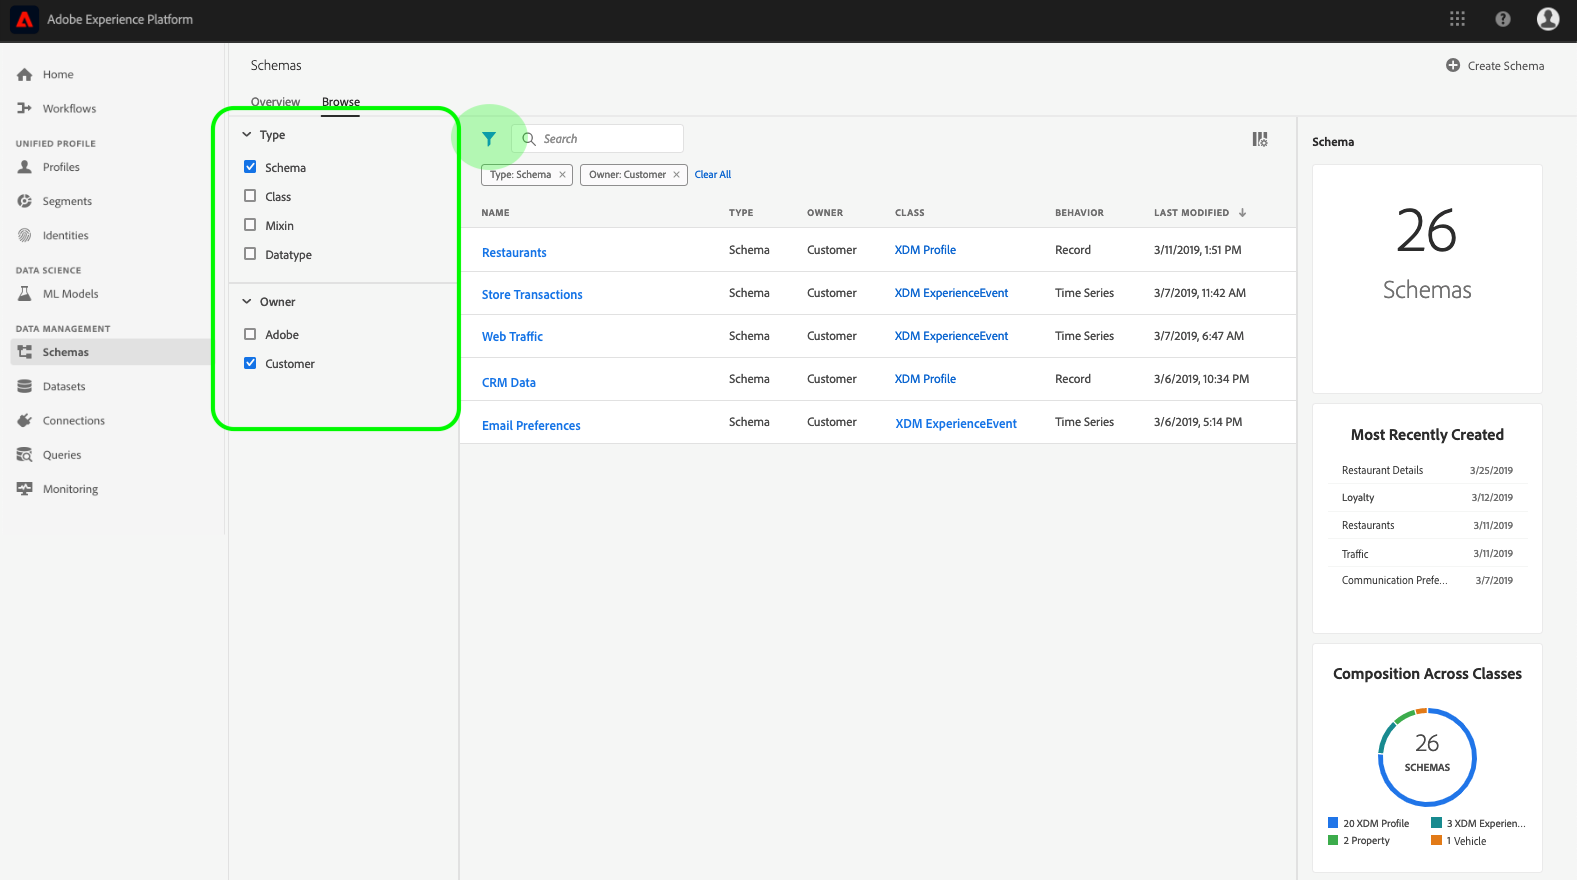 Adobe Experience Platform
Home
Workflows
UNIFIED PROFILE
Profiles
Segments
Identities
DATA SCIENCE
ML Models
DATA MANAGEMENT
Schemas
Datasets
Connections
Queries
Monitoring
Schemas
Create Schema
Overview Browse
Type
Schema
Class
Mixin
Datatype
Owner
Adobe
Customer
Search
Type: Schema × Owner: Customer × Clear All
NAME TYPE OWNER CLASS BEHAVIOR LAST MODIFIED ↓
Restaurants Schema Customer XDM Profile Record 3/11/2019, 1:51 PM
Store Transactions Schema Customer XDM ExperienceEvent Time Series 3/7/2019, 11:42 AM
Web Traffic Schema Customer XDM ExperienceEvent Time Series 3/7/2019, 6:47 AM
CRM Data Schema Customer XDM Profile Record 3/6/2019, 10:34 PM
Email Preferences Schema Customer XDM ExperienceEvent Time Series 3/6/2019, 5:14 PM
Schema
26
Schemas
Most Recently Created
Restaurant Details 3/25/2019
Loyalty 3/12/2019
Restaurants 3/11/2019
Traffic 3/11/2019
Communication Prefe... 3/7/2019
Composition Across Classes
26
SCHEMAS
20 XDM Profile 3 XDM Experien...
2 Property 1 Vehicle